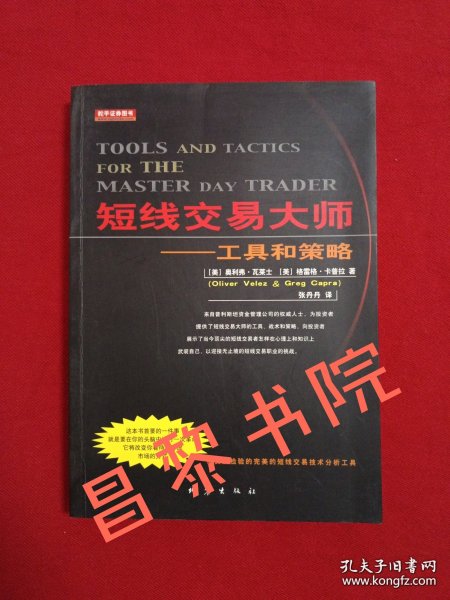 舵手证券图书
TOOLS AND TACTICS
FOR THE
MASTER DAY TRADER
短线交易大师
——工具和策略
[美] 奥利弗·瓦莱士 [美] 格雷格·卡普拉 著
(Oliver Velez & Greg Capra)
张丹丹 译
来自普利斯坦资金管理公司的权威人士，为投资者
提供了短线交易大师的工具、战术和策略，向投资者
展示了当今顶尖的短线交易者怎样在心理上和知识上
武装自己，以迎接无止境的短线交易职业的挑战。
这本书首要的一件事
就是要在你的头脑中
它将改变你
市场的
检验的完美的短线交易技术分析工具
出版社
昌黎书院
孔夫子旧书网
www.kongfz.com